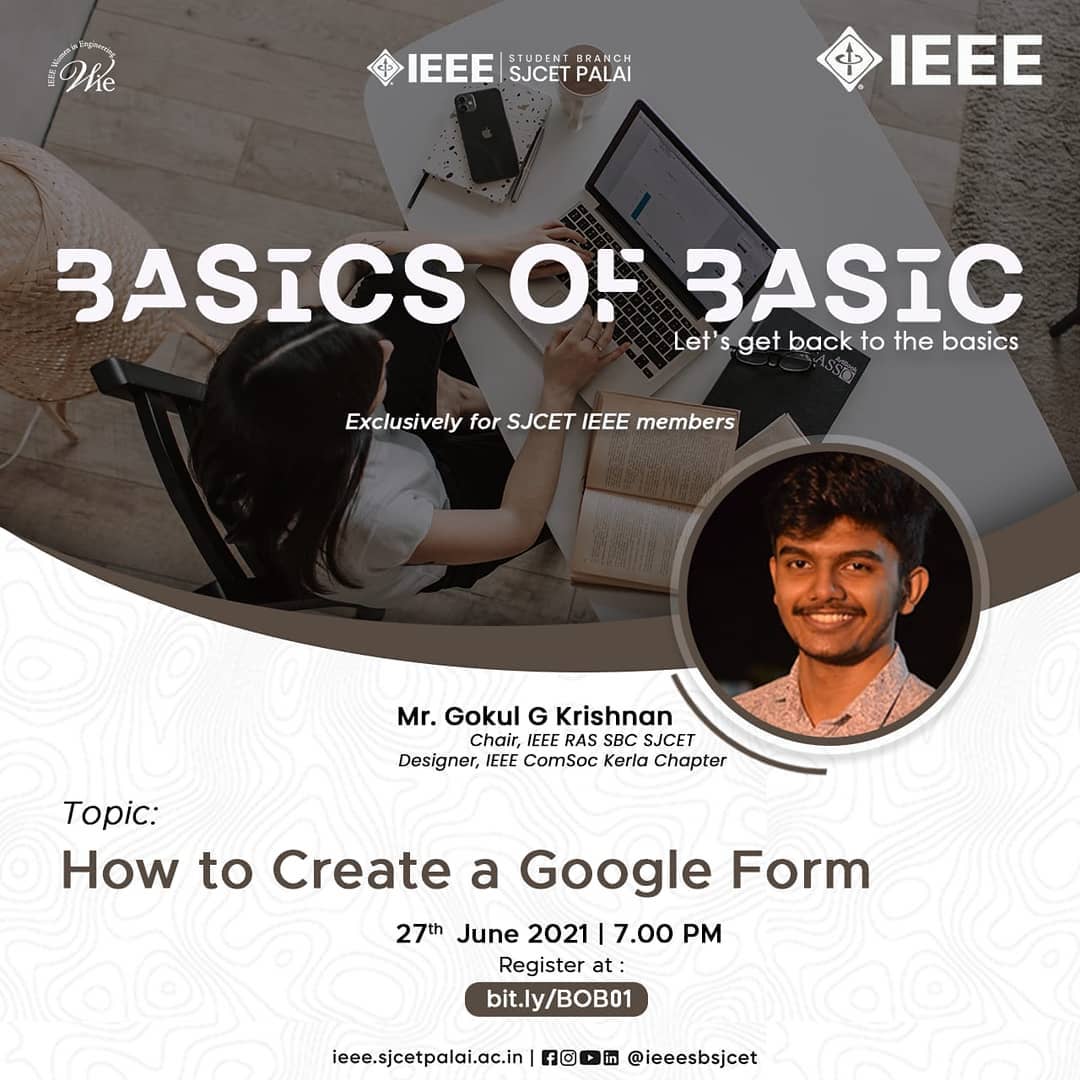 IEEE Women in Engineering
Wie
IEEE STUDENT BRANCH
SJCET PALAI
IEEE
BASICS OF BASIC
Let's get back to the basics
Exclusively for SJCET IEEE members
Mr. Gokul G Krishnan
Chair, IEEE RAS SBC SJCET
Designer, IEEE ComSoc Kerla Chapter
Topic:
How to Create a Google Form
27th June 2021 | 7.00 PM
Register at :
bit.ly/BOB01
ieee.sjcetpalai.ac.in | @ieeesbsjcet